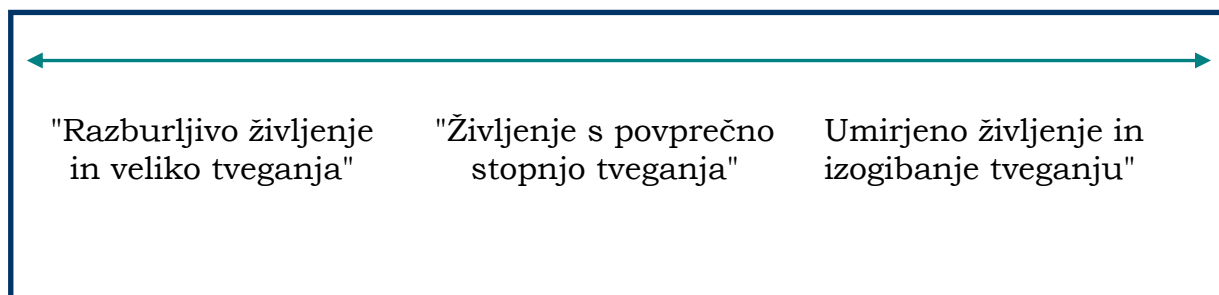 "Razburljivo življenje
in veliko tveganja"
"Življenje s povprečno
stopnjo tveganja"
Umirjeno življenje in
izogibanje tveganju"